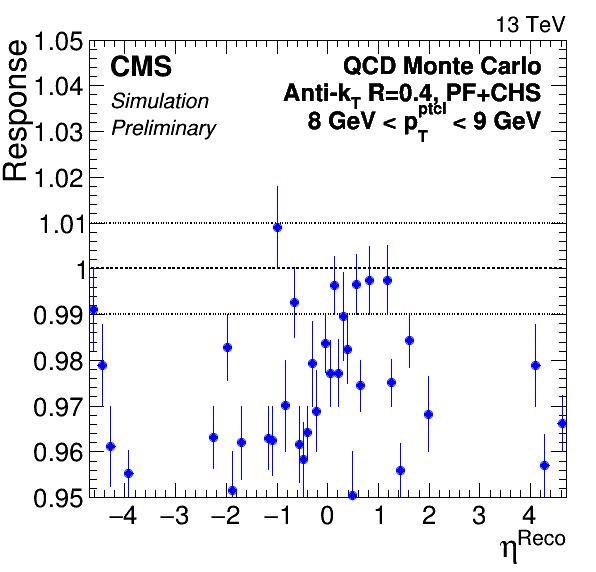 13 TeV
Response
1.05
1.04
1.03
1.02
1.01
1
0.99
0.98
0.97
0.96
0.95
CMS
Simulation
Preliminary
QCD Monte Carlo
Anti-kT R=0.4, PF+CHS
8 GeV < pT^ptcl < 9 GeV
−4 −3 −2 −1 0 1 2 3 4
η^Reco